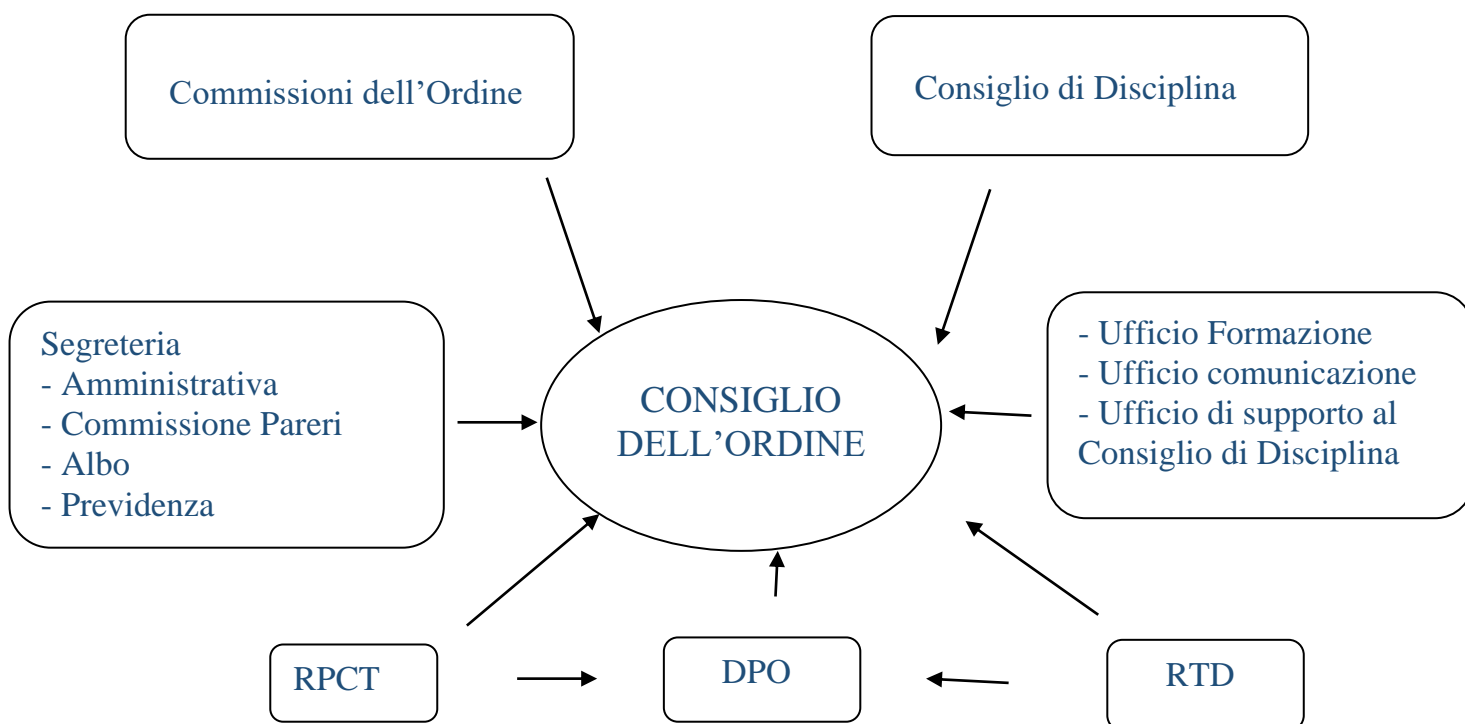 Commissioni dell’Ordine
Consiglio di Disciplina
Segreteria
- Amministrativa
- Commissione Pareri
- Albo
- Previdenza
CONSIGLIO
DELL’ORDINE
- Ufficio Formazione
- Ufficio comunicazione
- Ufficio di supporto al
Consiglio di Disciplina
RPCT
DPO
RTD